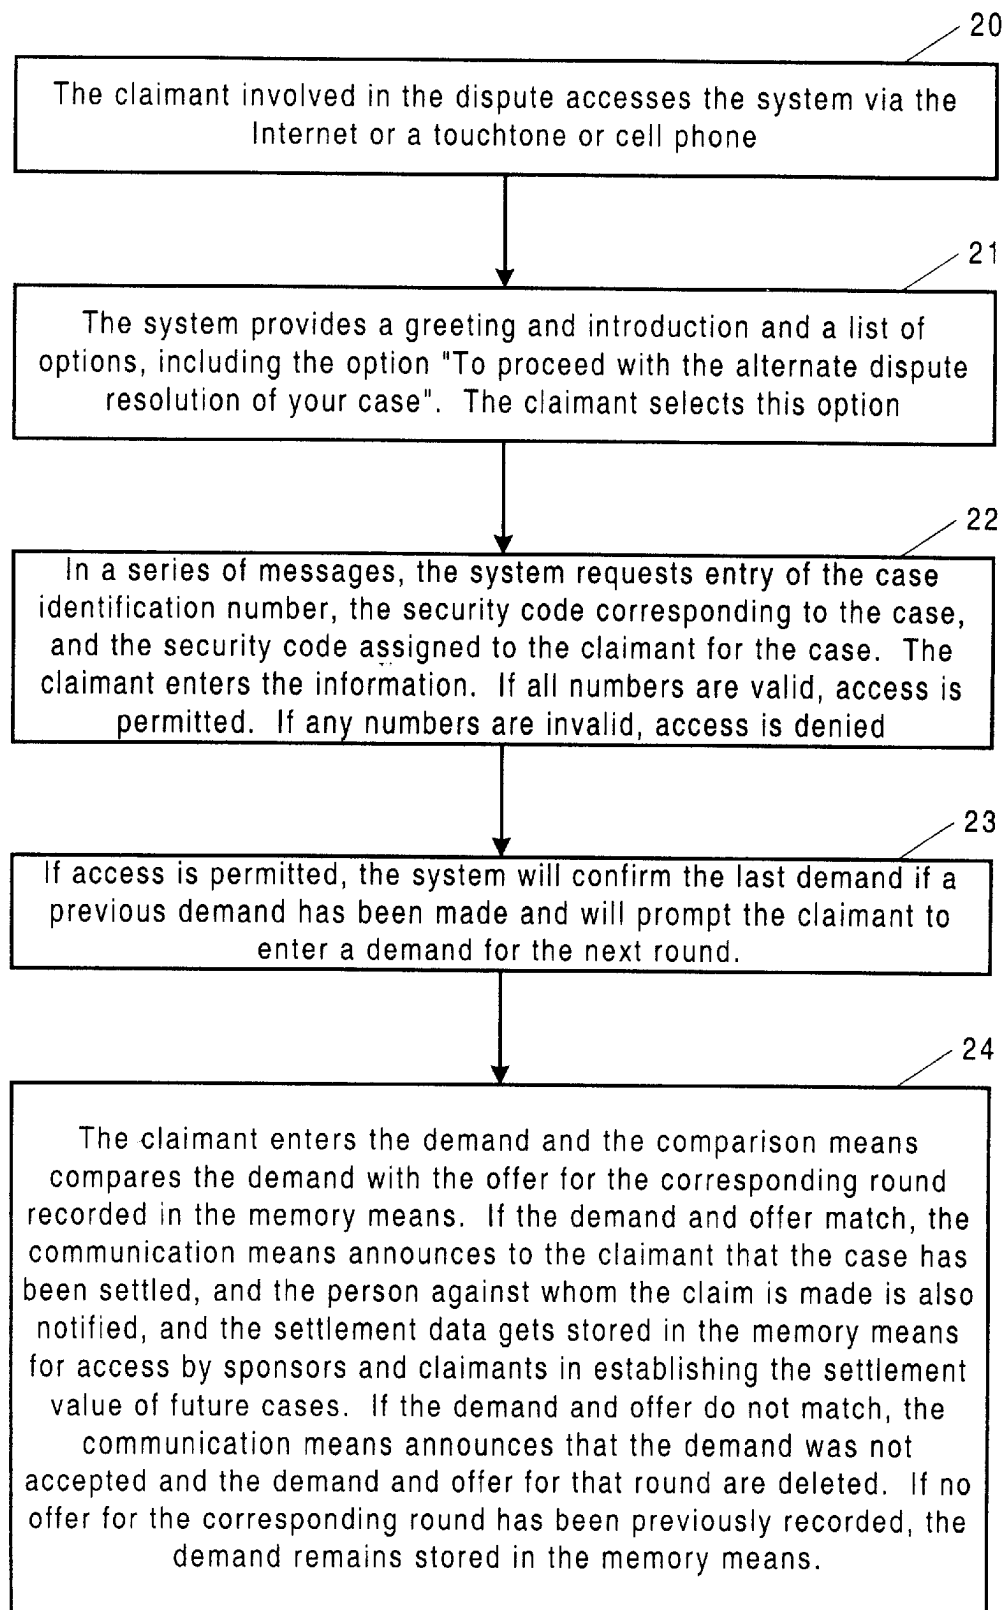 20
The claimant involved in the dispute accesses the system via the
Internet or a touchtone or cell phone
21
The system provides a greeting and introduction and a list of
options, including the option "To proceed with the alternate dispute
resolution of your case". The claimant selects this option
22
In a series of messages, the system requests entry of the case
identification number, the security code corresponding to the case,
and the security code assigned to the claimant for the case. The
claimant enters the information. If all numbers are valid, access is
permitted. If any numbers are invalid, access is denied
23
If access is permitted, the system will confirm the last demand if a
previous demand has been made and will prompt the claimant to
enter a demand for the next round.
24
The claimant enters the demand and the comparison means
compares the demand with the offer for the corresponding round
recorded in the memory means. If the demand and offer match, the
communication means announces to the claimant that the case has
been settled, and the person against whom the claim is made is also
notified, and the settlement data gets stored in the memory means
for access by sponsors and claimants in establishing the settlement
value of future cases. If the demand and offer do not match, the
communication means announces that the demand was not
accepted and the demand and offer for that round are deleted. If no
offer for the corresponding round has been previously recorded, the
demand remains stored in the memory means.